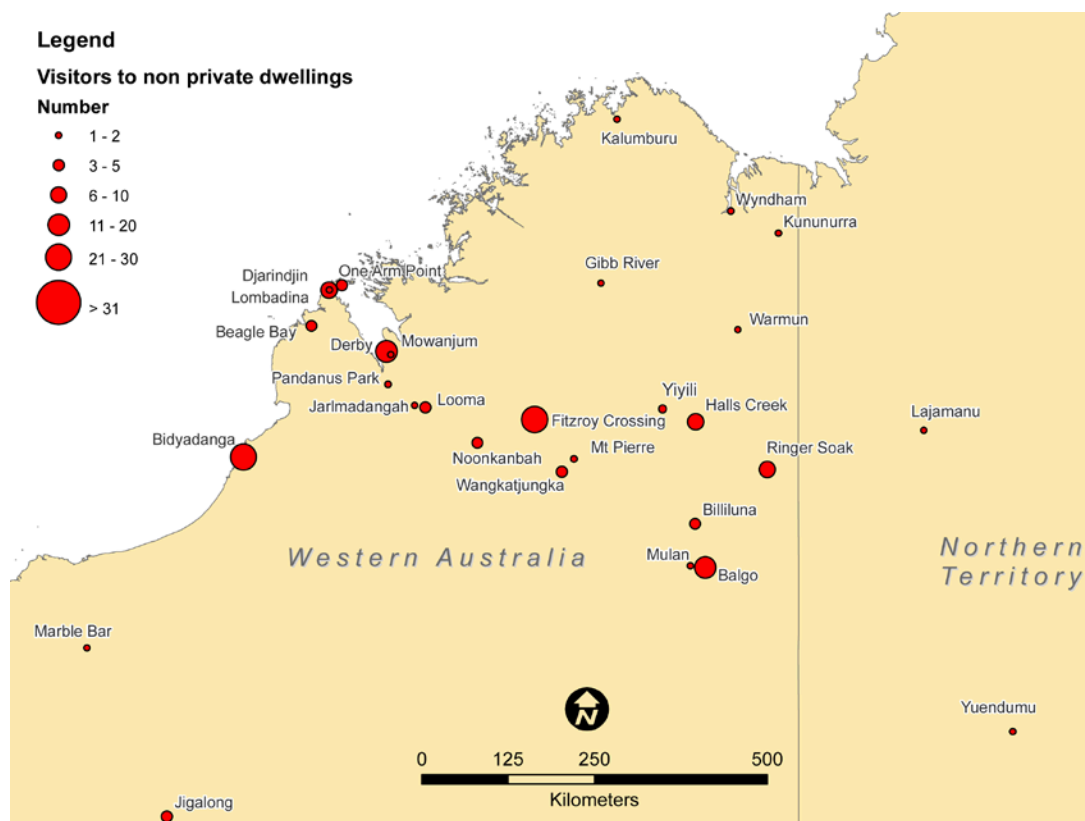 Legend
Visitors to non private dwellings
Number
1 - 2
3 - 5
6 - 10
11 - 20
21 - 30
> 31
Kalumburu
Wyndham
Kununurra
Gibb River
Djarindjin
One Arm Point
Lombadina
Beagle Bay
Warmun
Derby
Mowanjum
Pandanus Park
Jarlmadangah
Looma
Yiyili
Halls Creek
Fitzroy Crossing
Lajamanu
Bidyadanga
Noonkanbah
Mt Pierre
Ringer Soak
Wangkatjungka
Billiluna
Western Australia
Northern
Territory
Mulan
Balgo
Marble Bar
N
Yuendumu
0 125 250 500
Kilometers
Jigalong